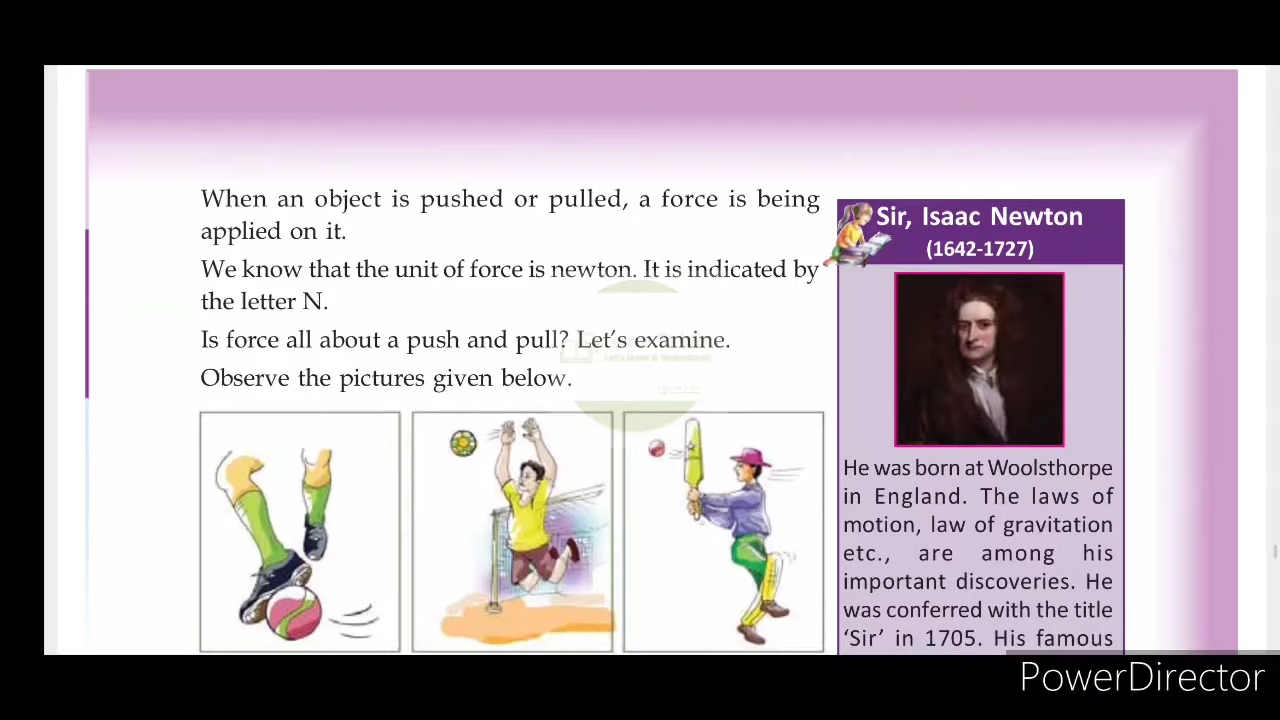 When an object is pushed or pulled, a force is being
applied on it.
We know that the unit of force is newton. It is indicated by
the letter N.
Is force all about a push and pull? Let's examine.
Observe the pictures given below.
Sir, Isaac Newton
(1642-1727)
He was born at Woolsthorpe
in England. The laws of
motion, law of gravitation
etc., are among his
important discoveries. He
was conferred with the title
‘Sir’ in 1705. His famous
PowerDirector